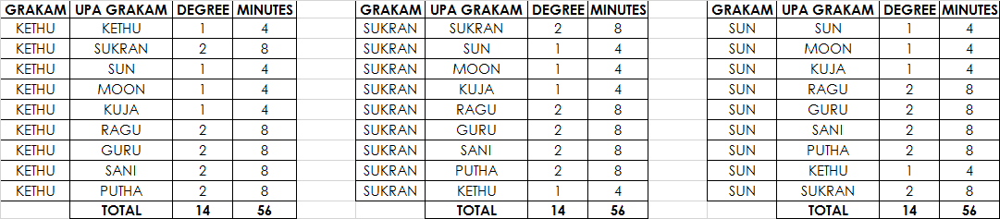 GRAKAM UPA GRAKAM DEGREE MINUTES GRAKAM UPA GRAKAM DEGREE MINUTES GRAKAM UPA GRAKAM DEGREE MINUTES
KETHU KETHU 1 4 SUKRAN SUKRAN 2 8 SUN SUN 1 4
KETHU SUKRAN 2 8 SUKRAN SUN 1 4 SUN MOON 1 4
KETHU SUN 1 4 SUKRAN MOON 1 4 SUN KUJA 1 4
KETHU MOON 1 4 SUKRAN KUJA 1 4 SUN RAGU 2 8
KETHU KUJA 1 4 SUKRAN RAGU 2 8 SUN GURU 2 8
KETHU RAGU 2 8 SUKRAN GURU 2 8 SUN SANI 2 8
KETHU GURU 2 8 SUKRAN SANI 2 8 SUN PUTHA 2 8
KETHU SANI 2 8 SUKRAN PUTHA 2 8 SUN KETHU 1 4
KETHU PUTHA 2 8 SUKRAN KETHU 1 4 SUN SUKRAN 2 8
TOTAL 14 56 TOTAL 14 56 TOTAL 14 56